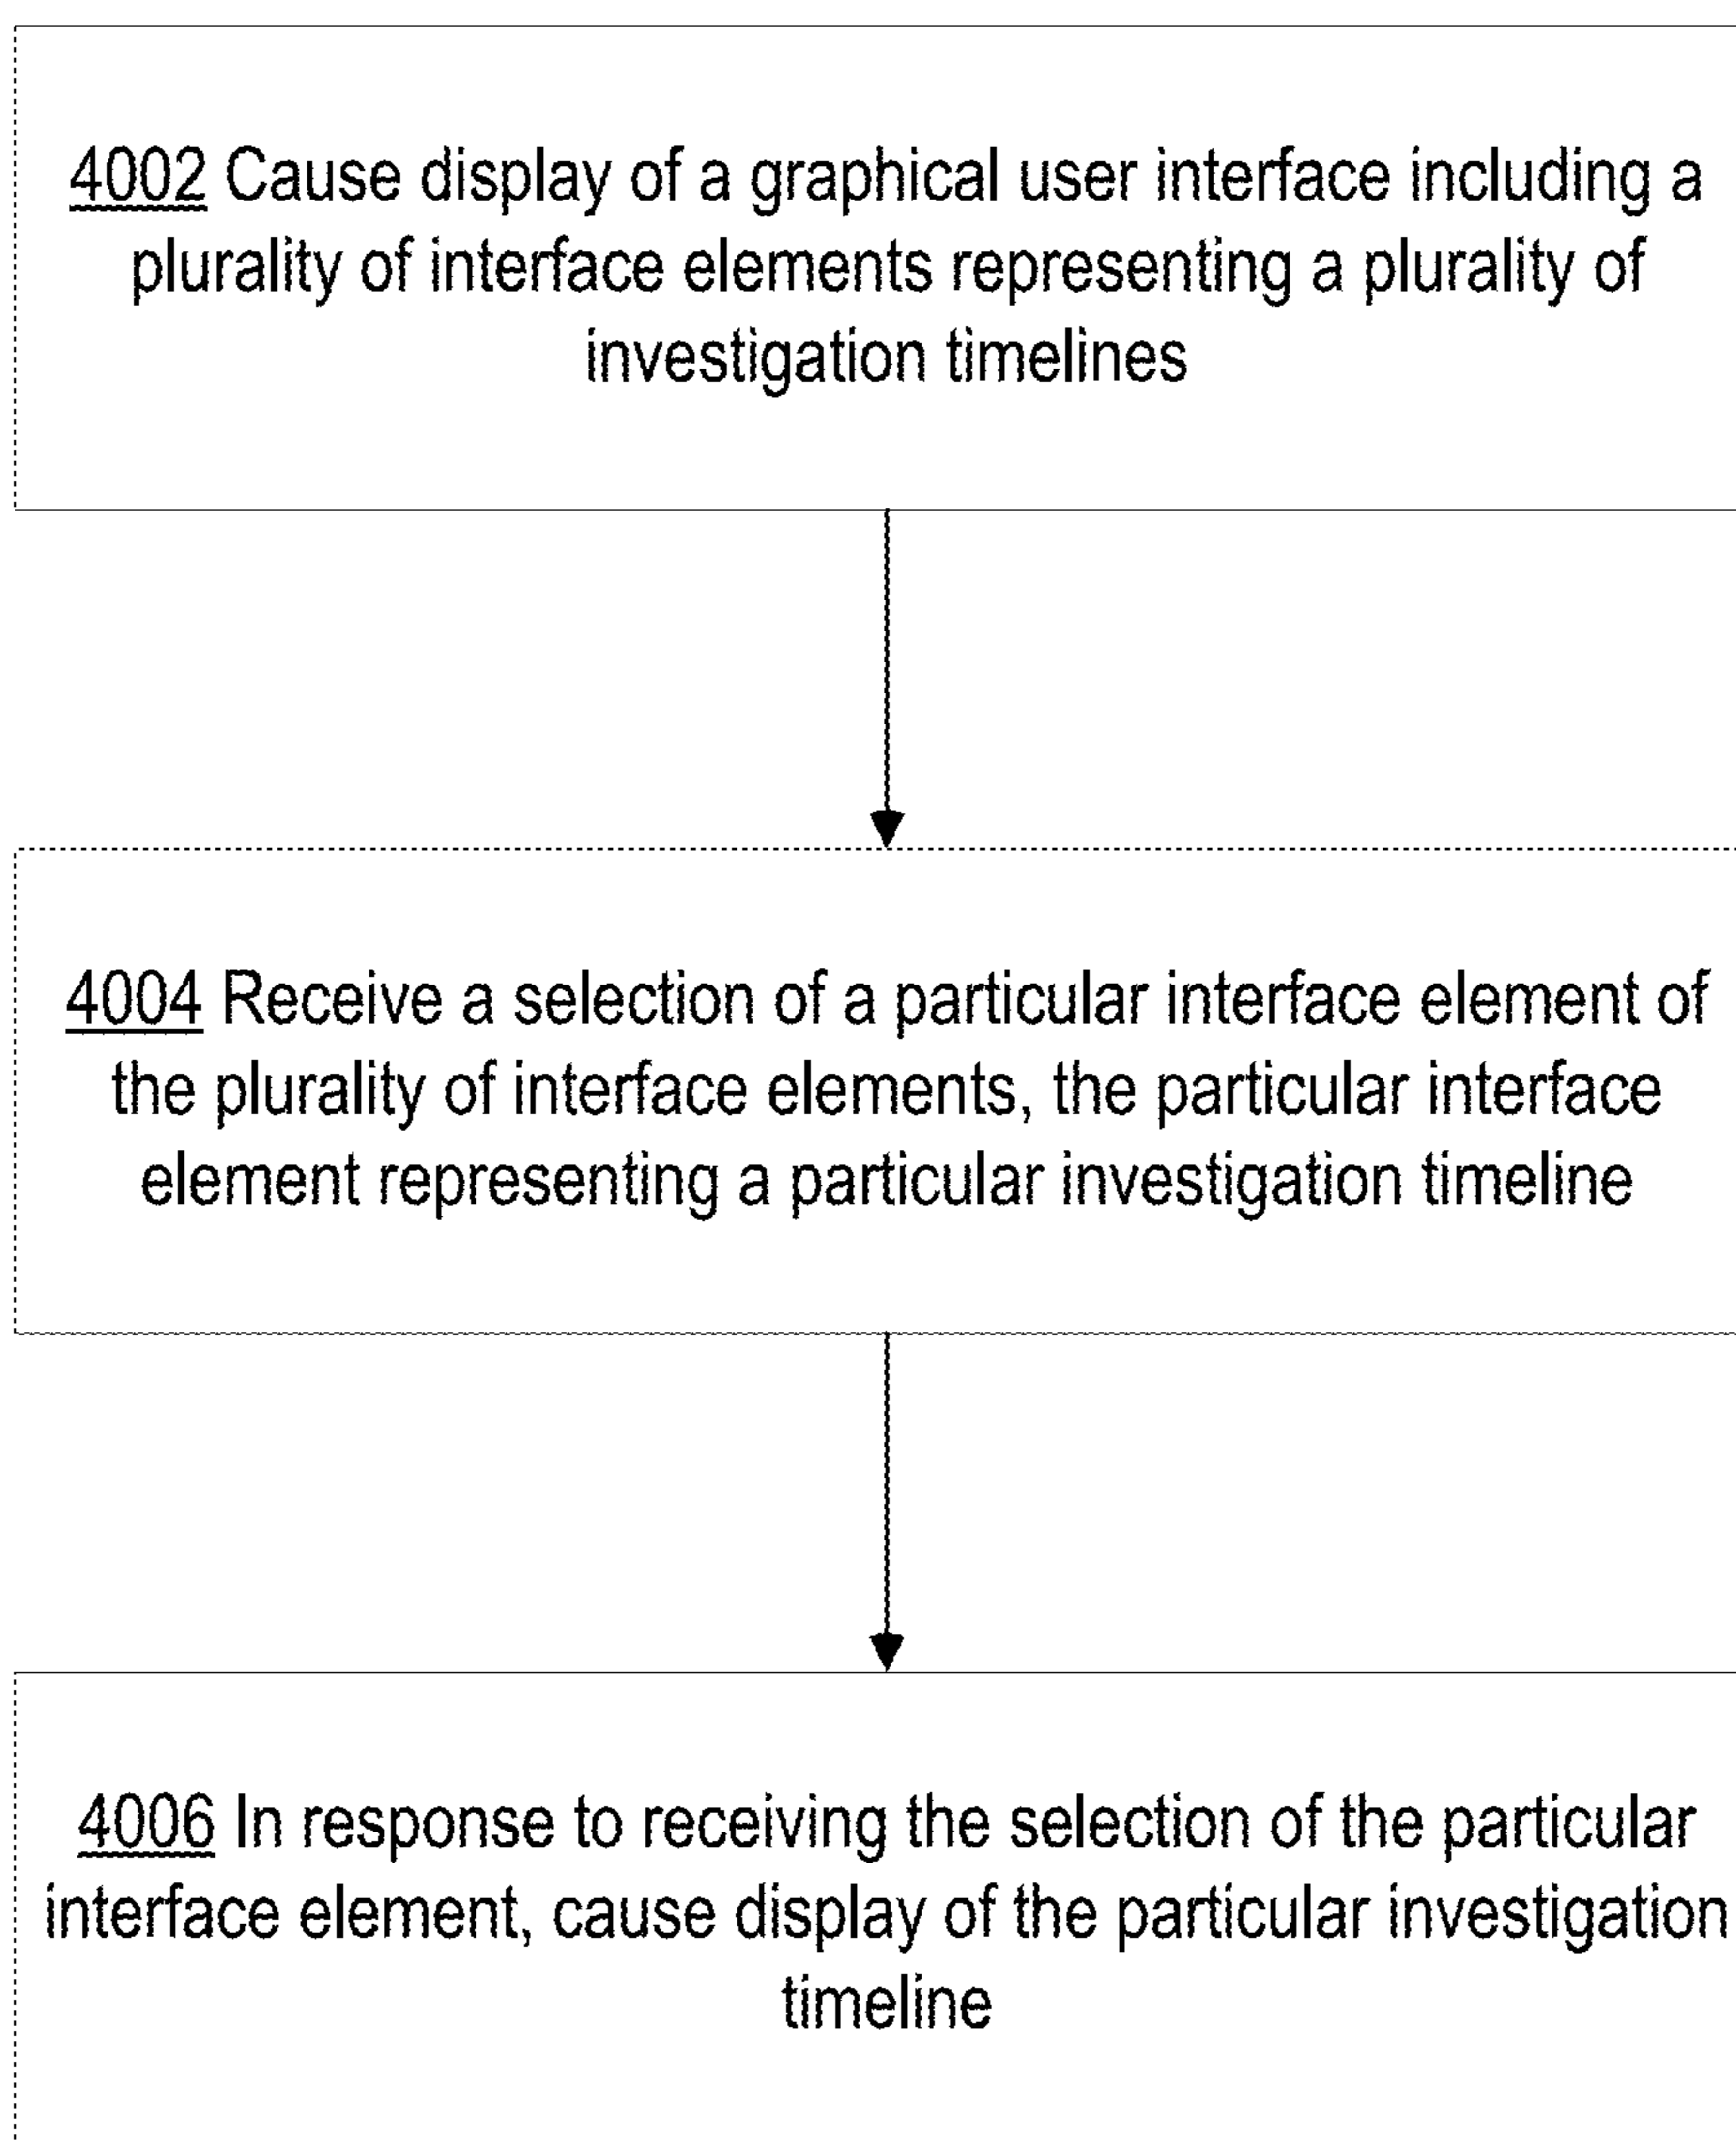 4002 Cause display of a graphical user interface including a
plurality of interface elements representing a plurality of
investigation timelines
4004 Receive a selection of a particular interface element of
the plurality of interface elements, the particular interface
element representing a particular investigation timeline
4006 In response to receiving the selection of the particular
interface element, cause display of the particular investigation
timeline